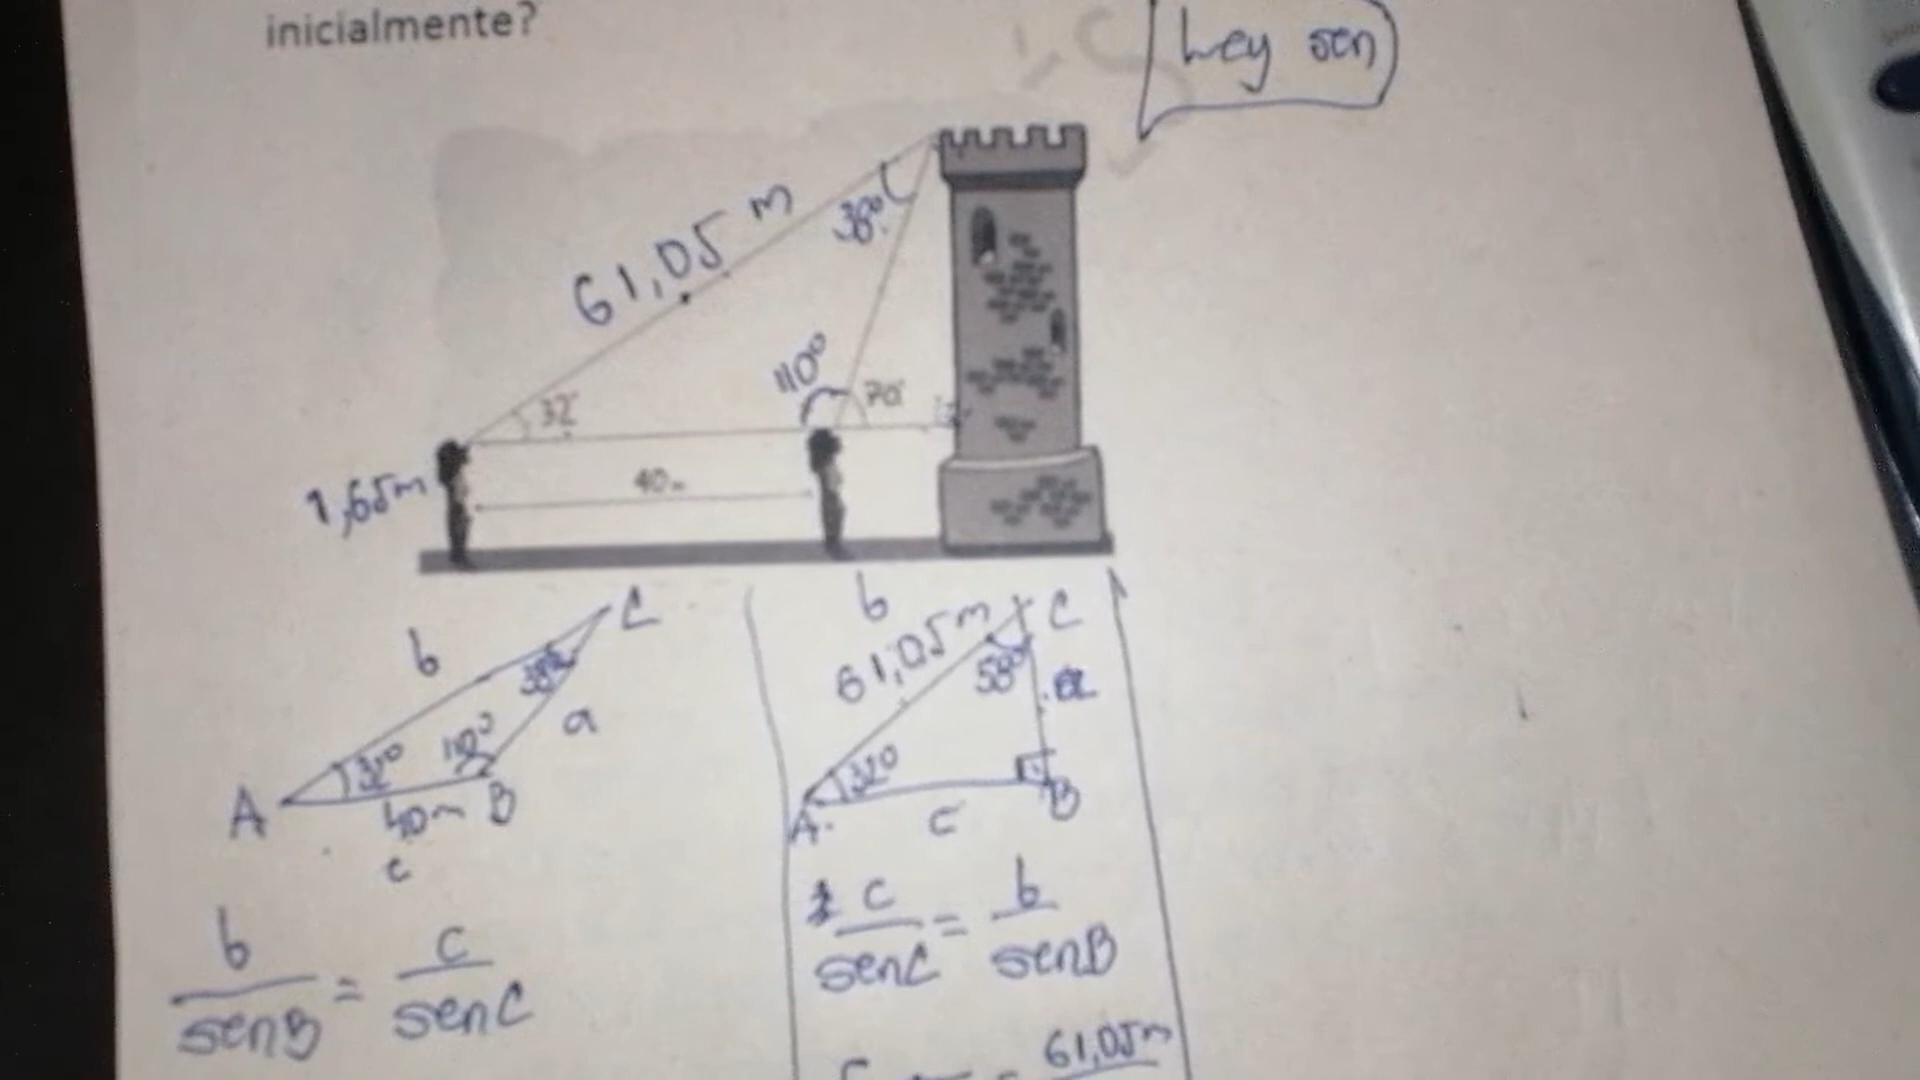 inicialmente?
Ley sen
61,05 m
38°
110°
32°
70°
1,65m
40m
b
C
38°
a
110°
32°
A
40m
B
c
b
61,05m
C
58°
a
32°
A
c
B
b/senB = c/senC
c/senC = b/senB
61,05m